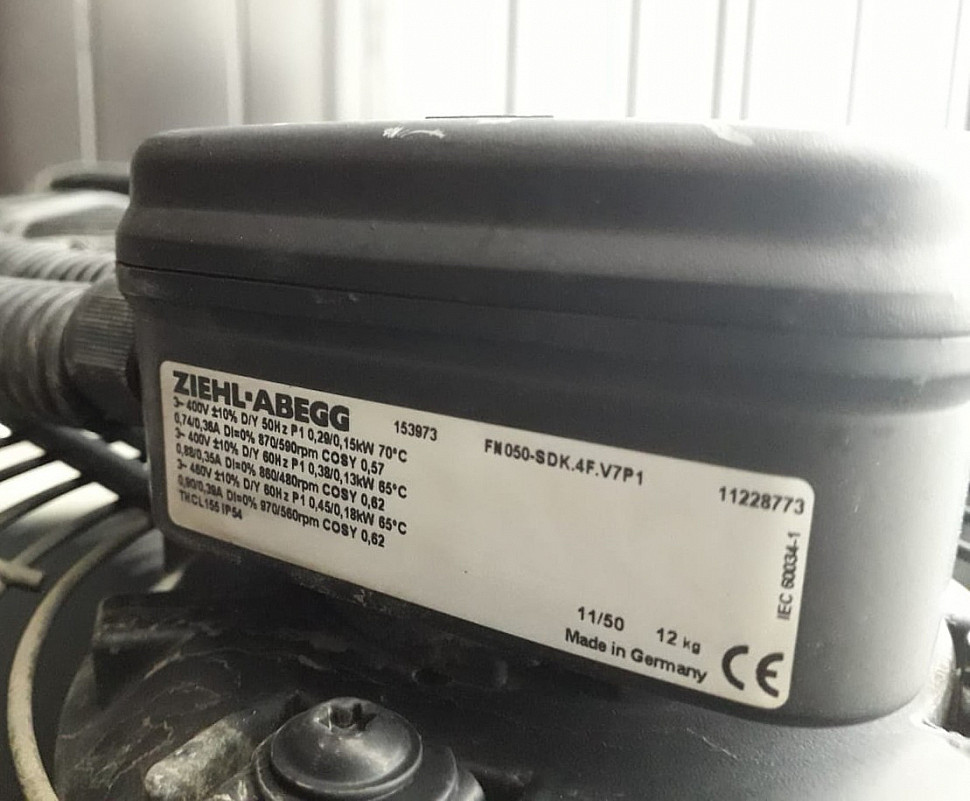 ZIEHL-ABEGG
153973
FN050-SDK.4F.V7P1
11228773
3~ 400V ±10% D/Y 50Hz P1 0,29/0,15kW 70°C
0,74/0,36A DI=0% 870/590rpm COSY 0,57
3~ 400V ±10% D/Y 60Hz P1 0,38/0,13kW 65°C
0,88/0,35A DI=0% 860/480rpm COSY 0,62
3~ 460V ±10% D/Y 60Hz P1 0,45/0,18kW 65°C
0,90/0,39A DI=0% 970/560rpm COSY 0,62
THCL155 IP54
IEC 60034-1
11/50 12 kg
Made in Germany
CE